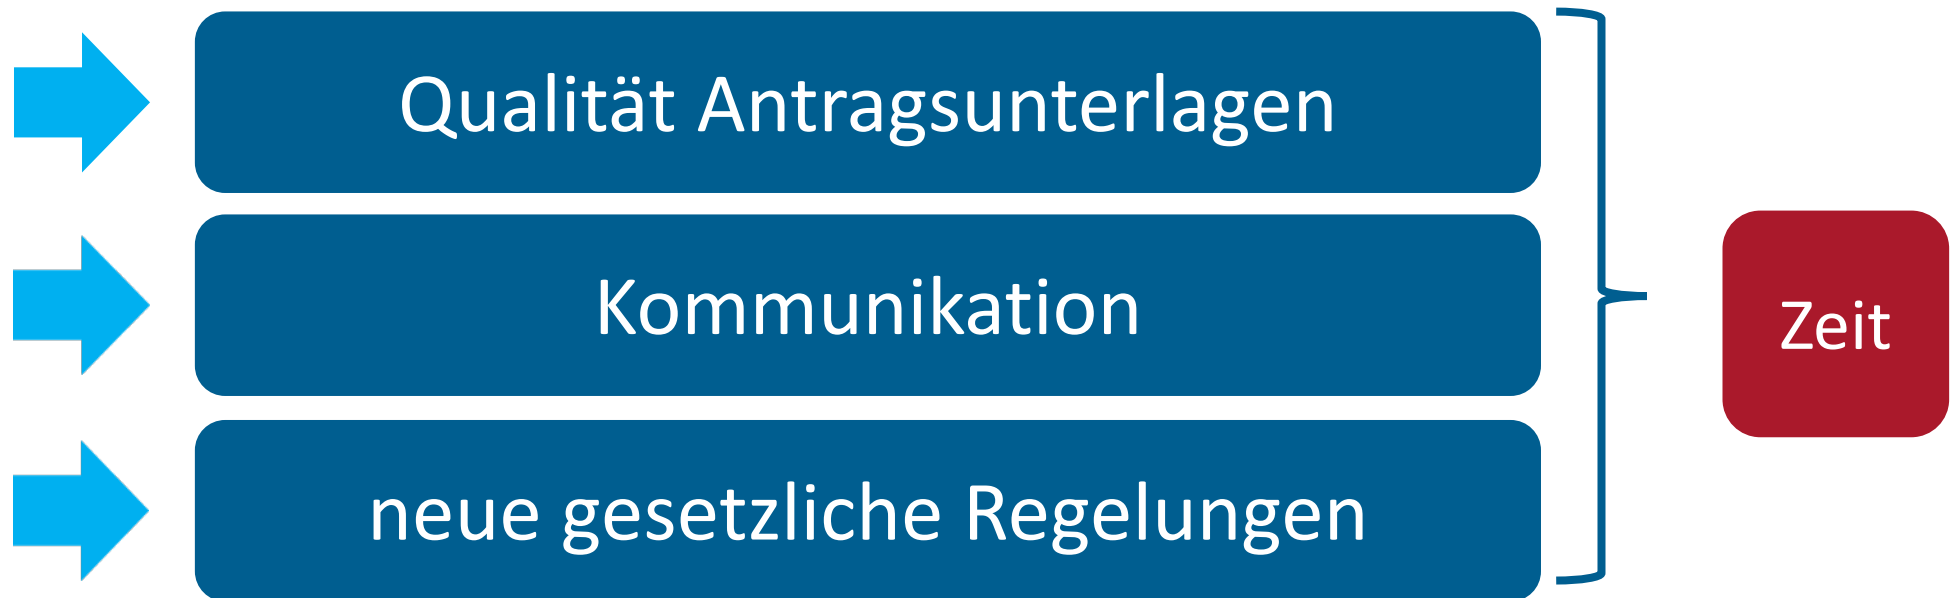 Qualität Antragsunterlagen
Kommunikation
Zeit
neue gesetzliche Regelungen